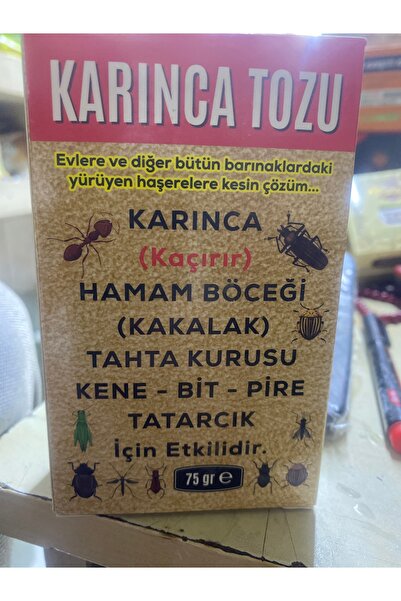 KARINCA TOZU
Evlere ve diğer bütün barınaklardaki
yürüyen haşerelere kesin çözüm...
KARINCA
(Kaçırır)
HAMAM BÖCEĞİ
(KAKALAK)
TAHTA KURUSU
KENE - BİT - PİRE
TATARCIK
İçin Etkilidir.
75 gr ℮